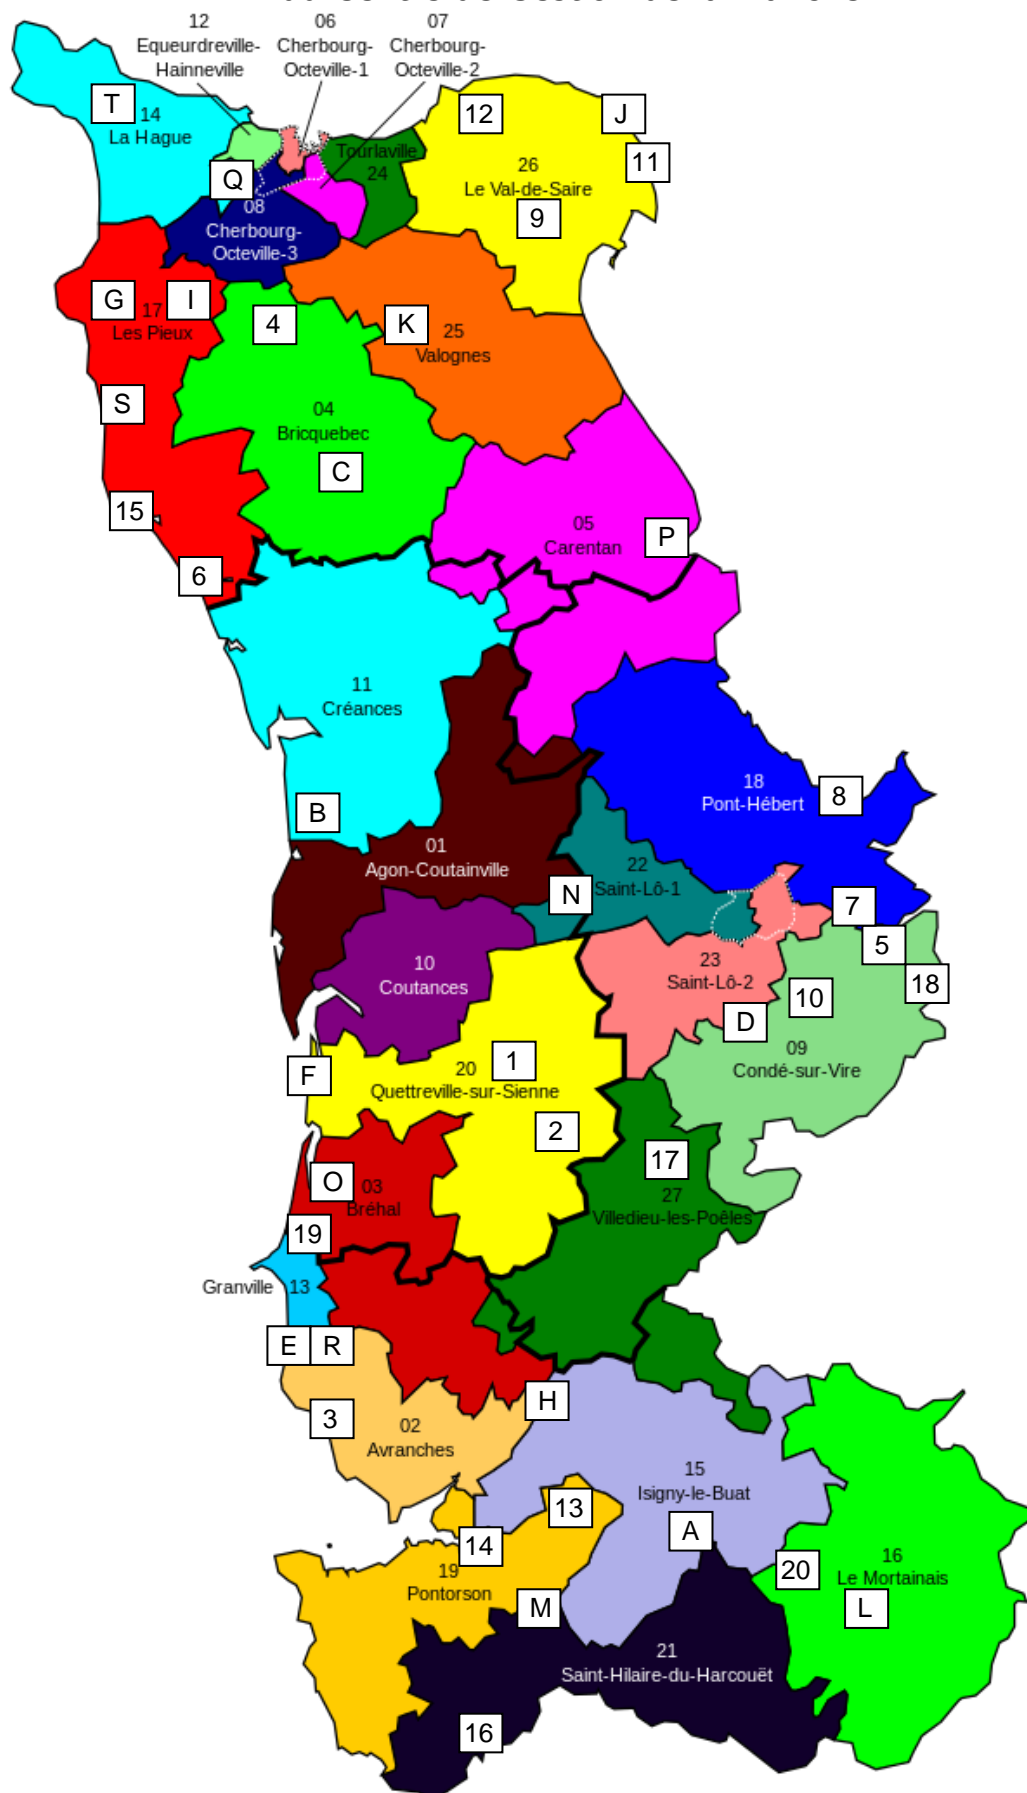 12
Equeurdreville-
Hainneville
06
Cherbourg-
Octeville-1
07
Cherbourg-
Octeville-2
T
14
La Hague
12
J
Tourlaville
24
11
26
Le Val-de-Saire
Q
9
08
Cherbourg-
Octeville-3
G
I
17
Les Pieux
4
K
25
Valognes
S
04
Bricquebec
C
15
05
Carentan
P
6
11
Créances
18
Pont-Hébert
8
B
01
Agon-Coutainville
22
Saint-Lô-1
N
7
5
10
Coutances
23
Saint-Lô-2
18
10
D
09
Condé-sur-Vire
F
1
20
Quettreville-sur-Sienne
2
17
O
03
Bréhal
27
Villedieu-les-Poêles
19
Granville
13
E
R
H
3
02
Avranches
15
Isigny-le-Buat
13
A
14
19
Pontorson
20
16
Le Mortainais
M
L
21
Saint-Hilaire-du-Harcouët
16